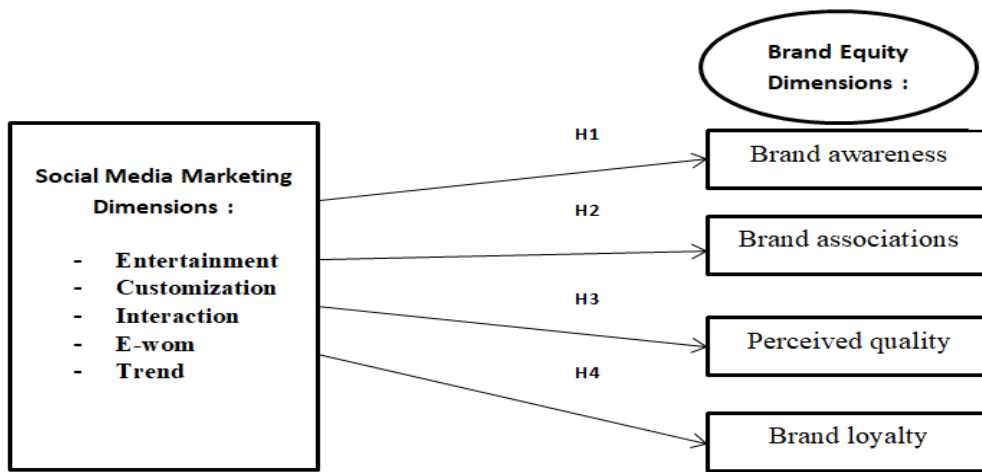 Brand Equity
Dimensions :
Social Media Marketing
Dimensions :
- Entertainment
- Customization
- Interaction
- E-wom
- Trend
H1
H2
H3
H4
Brand awareness
Brand associations
Perceived quality
Brand loyalty